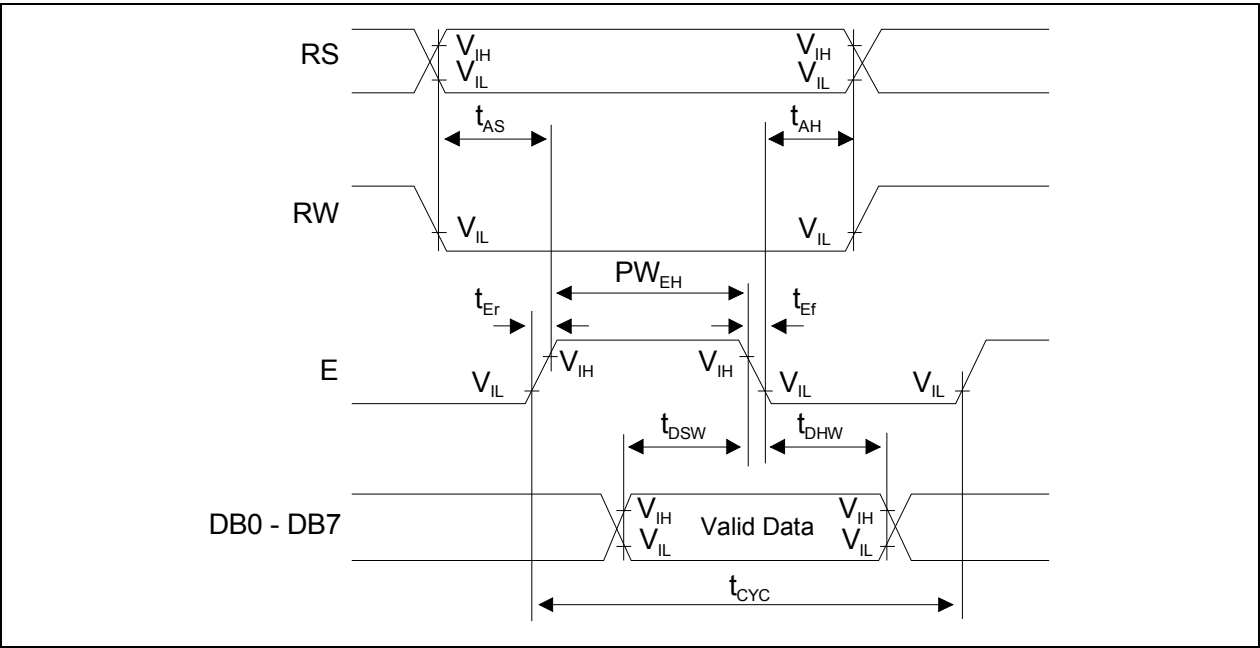 RS V_IH V_IH
V_IL V_IL
t_AS t_AH
RW V_IL V_IL
PW_EH
t_Er t_Ef
E V_IH V_IH
V_IL V_IL V_IL
t_DSW t_DHW
DB0 - DB7 V_IH Valid Data V_IH
V_IL V_IL
t_CYC